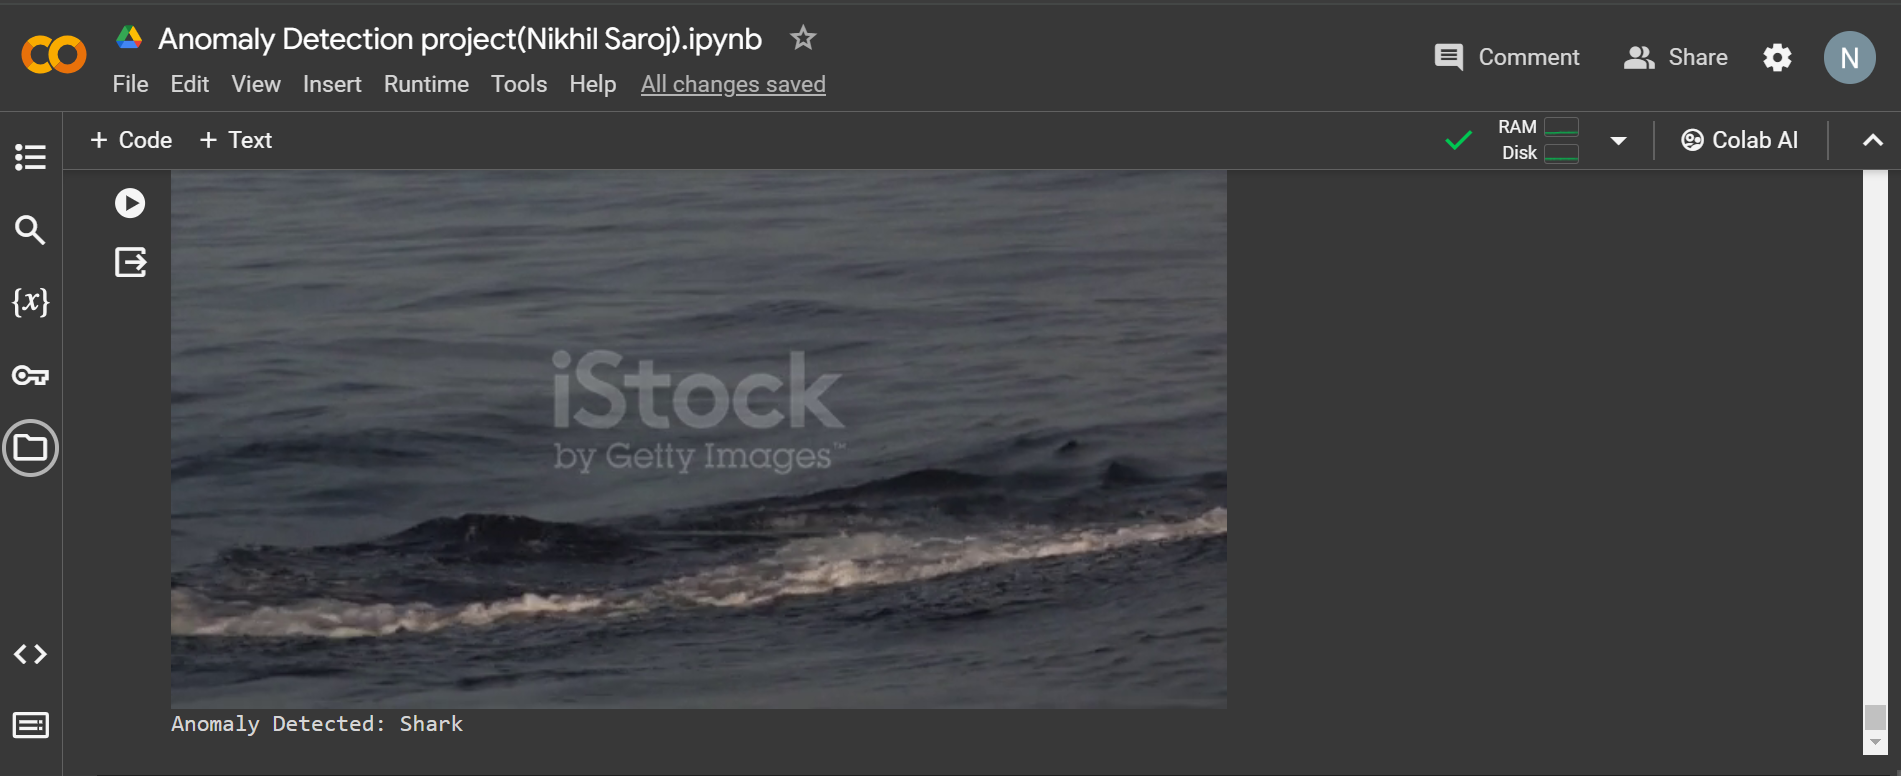 Anomaly Detection project(Nikhil Saroj).ipynb
File Edit View Insert Runtime Tools Help All changes saved
Comment Share N
+ Code + Text
RAM
Disk
Colab AI
{x}
iStock
by Getty Images™
Anomaly Detected: Shark